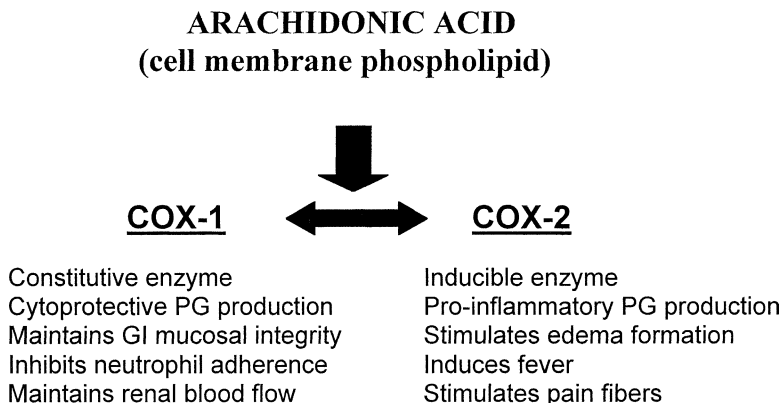 ARACHIDONIC ACID
(cell membrane phospholipid)
COX-1
Constitutive enzyme
Cytoprotective PG production
Maintains GI mucosal integrity
Inhibits neutrophil adherence
Maintains renal blood flow
COX-2
Inducible enzyme
Pro-inflammatory PG production
Stimulates edema formation
Induces fever
Stimulates pain fibers